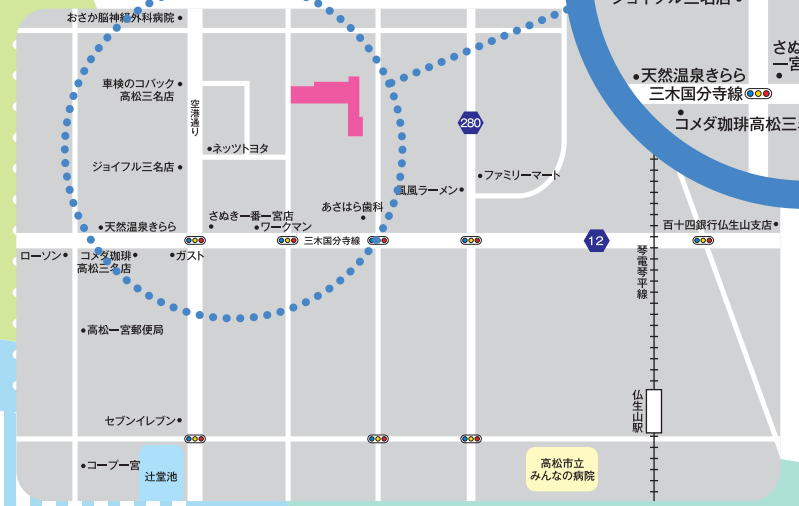 おさか脳神経外科病院
ジョイフル三名店
車検のコバック
高松三名店
空港通り
280
さぬ
一宮
天然温泉きらら
三木国分寺線
コメダ珈琲高松三
ネッツトヨタ
ジョイフル三名店
ファミリーマート
風風ラーメン
あさはら歯科
さぬき一番一宮店
ワークマン
天然温泉きらら
百十四銀行仏生山支店
三木国分寺線
12
ローソン
コメダ珈琲
高松三名店
ガスト
琴電琴平線
高松一宮郵便局
セブンイレブン
仏生山駅
コープ一宮
辻堂池
高松市立
みんなの病院